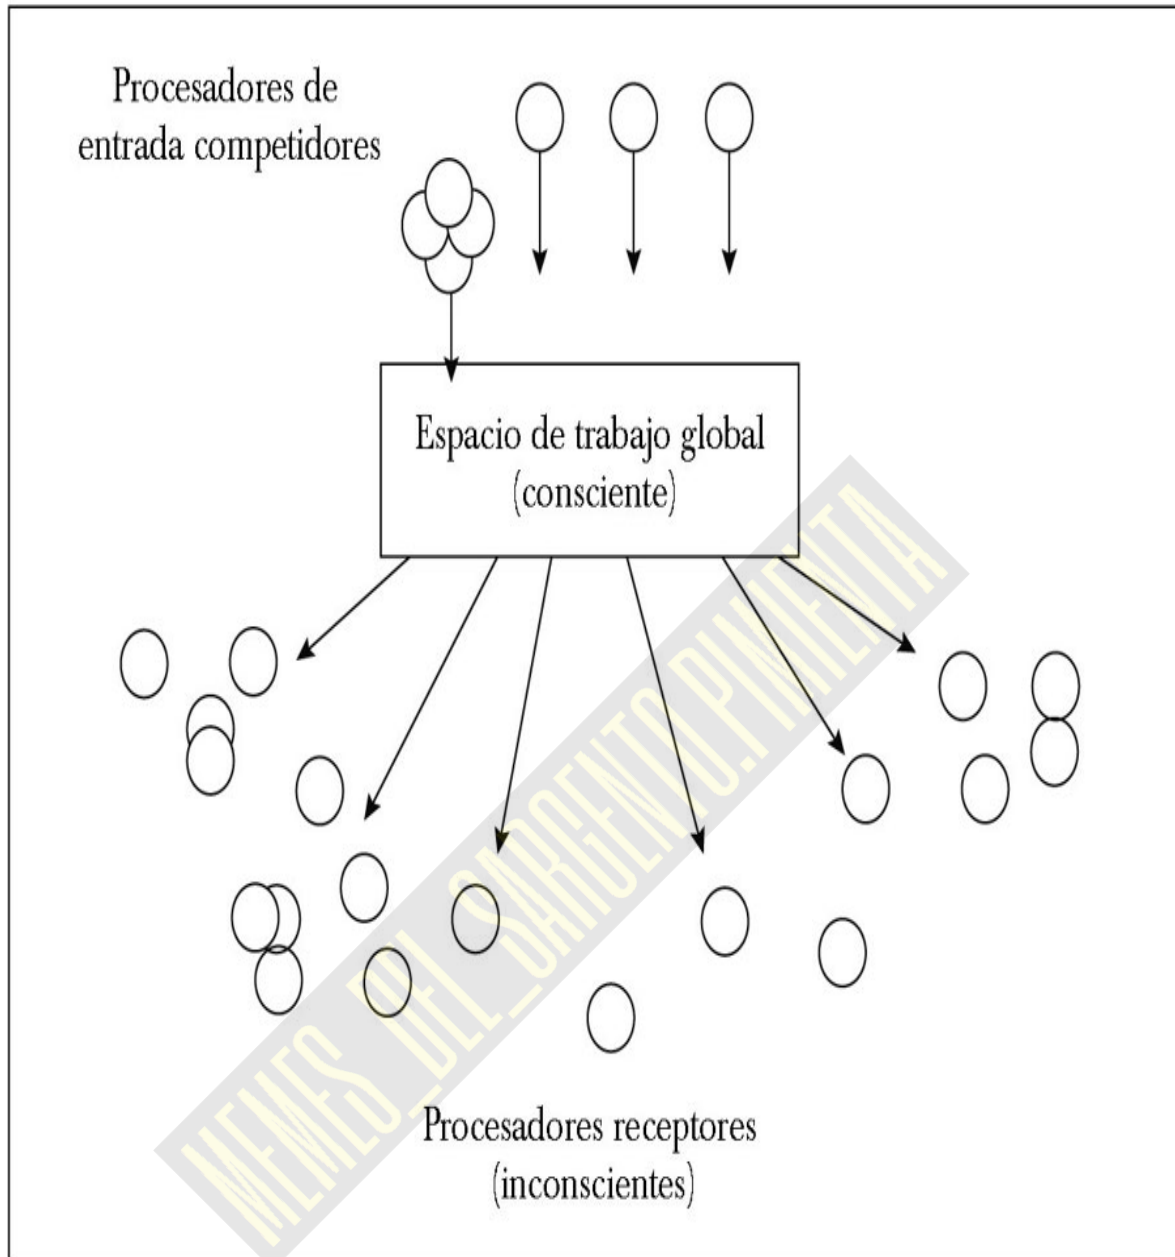 Procesadores de
entrada competidores
Espacio de trabajo global
(consciente)
Procesadores receptores
(inconscientes)
MEMES_DEL_SARGENTO.PIMIENTA